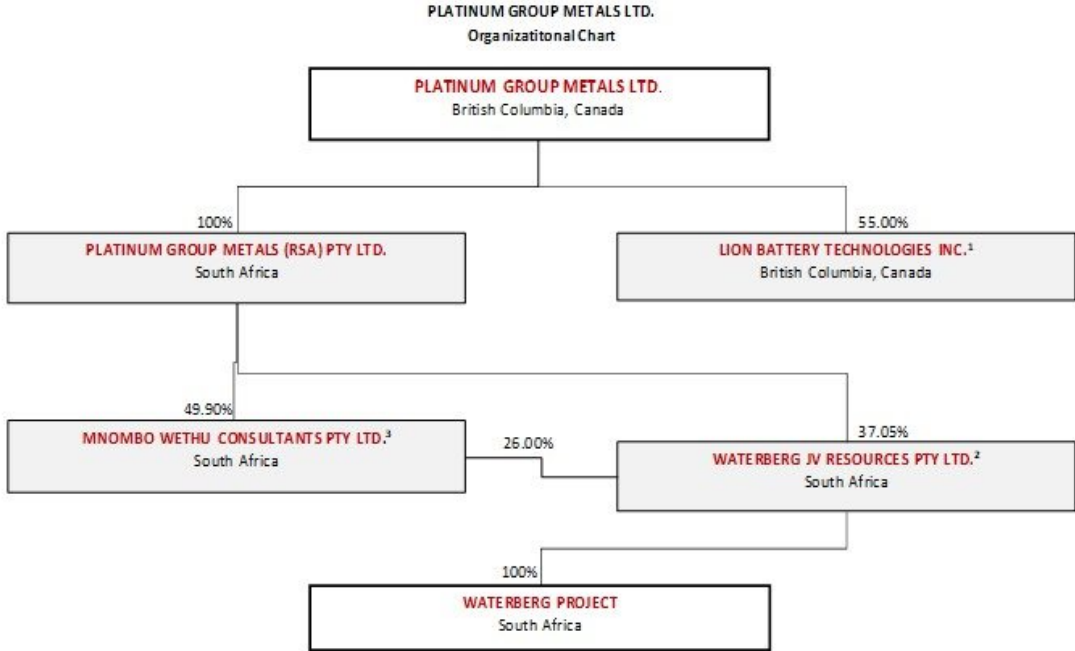 PLATINUM GROUP METALS LTD.
Organizatitonal Chart
PLATINUM GROUP METALS LTD.
British Columbia, Canada
100%
55.00%
PLATINUM GROUP METALS (RSA) PTY LTD.
South Africa
LION BATTERY TECHNOLOGIES INC.¹
British Columbia, Canada
49.90%
37.05%
MNOMBO WETHU CONSULTANTS PTY LTD.³
South Africa
26.00%
WATERBERG JV RESOURCES PTY LTD.²
South Africa
100%
WATERBERG PROJECT
South Africa